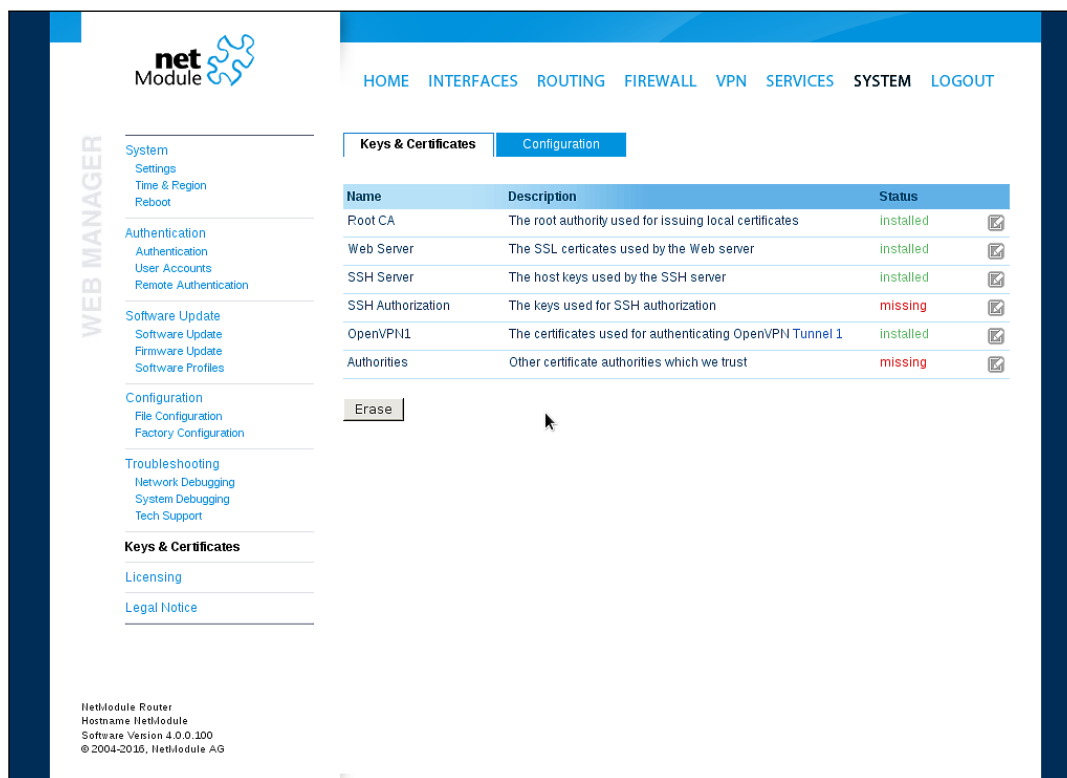 net
Module
HOME INTERFACES ROUTING FIREWALL VPN SERVICES SYSTEM LOGOUT
WEB MANAGER
System
Settings
Time & Region
Reboot
Authentication
Authentication
User Accounts
Remote Authentication
Software Update
Software Update
Firmware Update
Software Profiles
Configuration
File Configuration
Factory Configuration
Troubleshooting
Network Debugging
System Debugging
Tech Support
Keys & Certificates
Licensing
Legal Notice
Keys & Certificates Configuration
Name Description Status
Root CA The root authority used for issuing local certificates installed
Web Server The SSL certicates used by the Web server installed
SSH Server The host keys used by the SSH server installed
SSH Authorization The keys used for SSH authorization missing
OpenVPN1 The certificates used for authenticating OpenVPN Tunnel 1 installed
Authorities Other certificate authorities which we trust missing
Erase
NetModule Router
Hostname NetModule
Software Version 4.0.0.100
© 2004-2016, NetModule AG